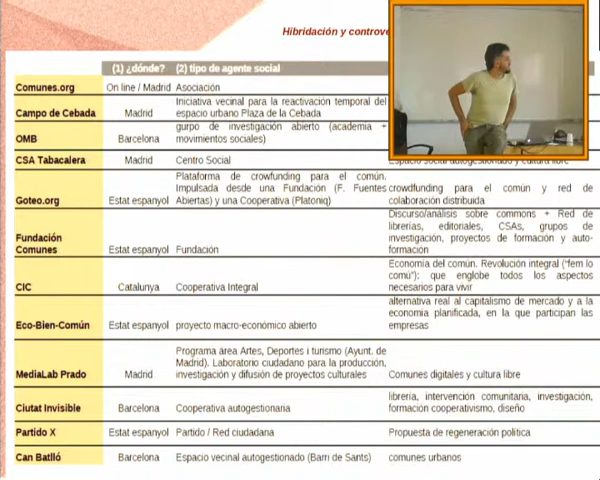 Hibridación y controve
(1) ¿dónde? (2) tipo de agente social
Comunes.org On line / Madrid Asociación
Iniciativa vecinal para la reactivación temporal del
Campo de Cebada Madrid espacio urbano Plaza de la Cebada
gurpo de investigación abierto (academia +
OMB Barcelona movimientos sociales)
CSA Tabacalera Madrid Centro Social Espacio social autogestionado y cultura libre
Plataforma de crowfunding para el común.
Impulsada desde una Fundación (F. Fuentes crowdfunding para el común y red de
Goteo.org Estat espanyol Abiertas) y una Cooperativa (Platoniq) colaboración distribuida
Discurso/análisis sobre commons + Red de
librerías, editoriales, CSAs, grupos de
Fundación investigación, proyectos de formación y auto-
Comunes Estat espanyol Fundación formación
Economía del común. Revolución integral ("fem lo
comú"): que englobe todos los aspectos
CIC Catalunya Cooperativa Integral necesarios para vivir
alternativa real al capitalismo de mercado y a la
economía planificada, en la que participan las
Eco-Bien-Común Estat espanyol proyecto macro-económico abierto empresas
Programa área Artes, Deportes i turismo (Ayunt. de
Madrid). Laboratorio ciudadano para la producción,
MediaLab Prado Madrid investigación y difusión de proyectos culturales Comunes digitales y cultura libre
librería, intervención comunitaria, investigación,
Ciutat Invisible Barcelona Cooperativa autogestionaria formación cooperativismo, diseño
Partido X Estat espanyol Partido / Red ciudadana Propuesta de regeneración política
Can Batlló Barcelona Espacio vecinal autogestionado (Barri de Sants) comunes urbanos